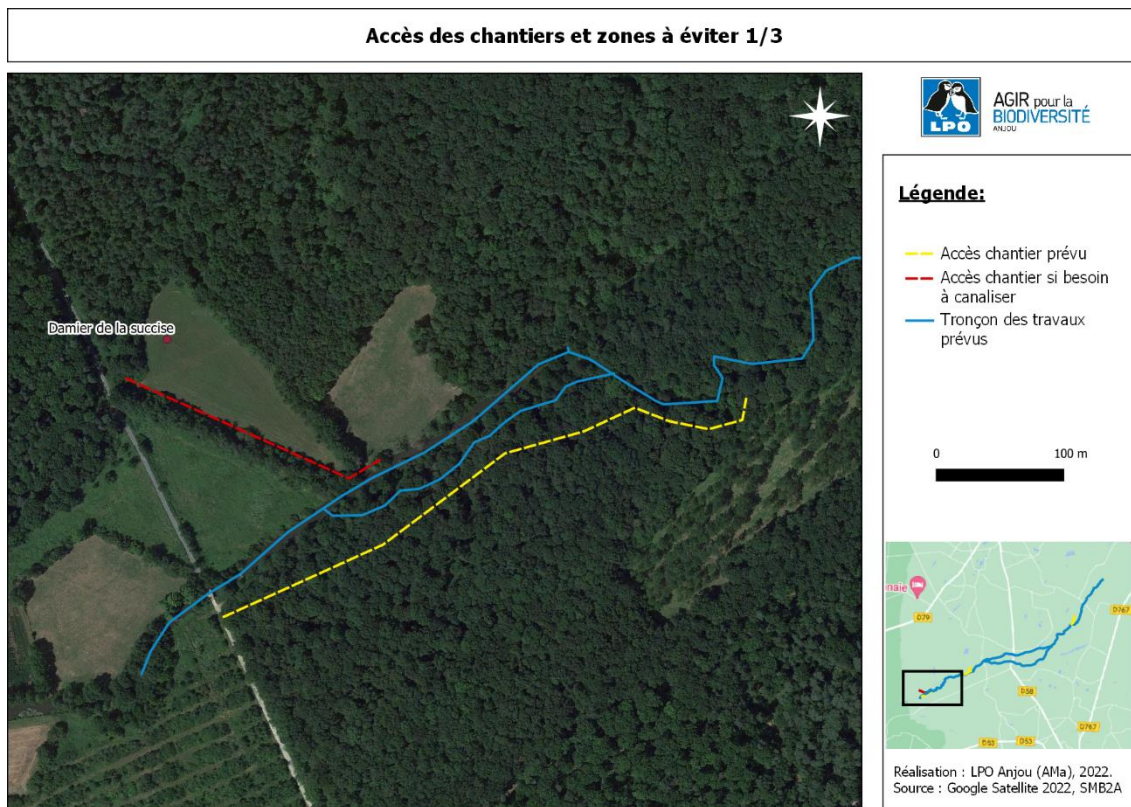 Accès des chantiers et zones à éviter 1/3
Damier de la succise
LPO
AGIR pour la
BIODIVERSITÉ
ANJOU
Légende:
Accès chantier prévu
Accès chantier si besoin
à canaliser
Tronçon des travaux
prévus
0 100 m
naie
D79
D767
D58
D53 D53 D767
Réalisation : LPO Anjou (AMa), 2022.
Source : Google Satellite 2022, SMB2A